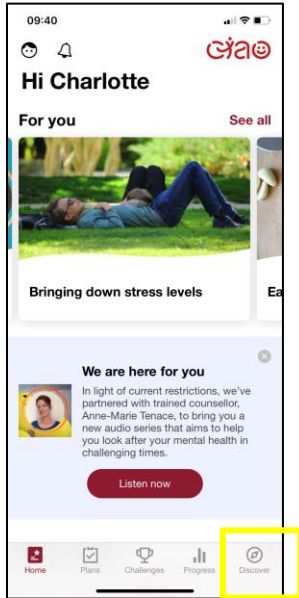 09:40
ciao
Hi Charlotte
For you
See all
Bringing down stress levels
Ea
We are here for you
In light of current restrictions, we've
partnered with trained counsellor,
Anne-Marie Tenace, to bring you a
new audio series that aims to help
you look after your mental health in
challenging times.
Listen now
Home
Plans
Challenges
Progress
Discover